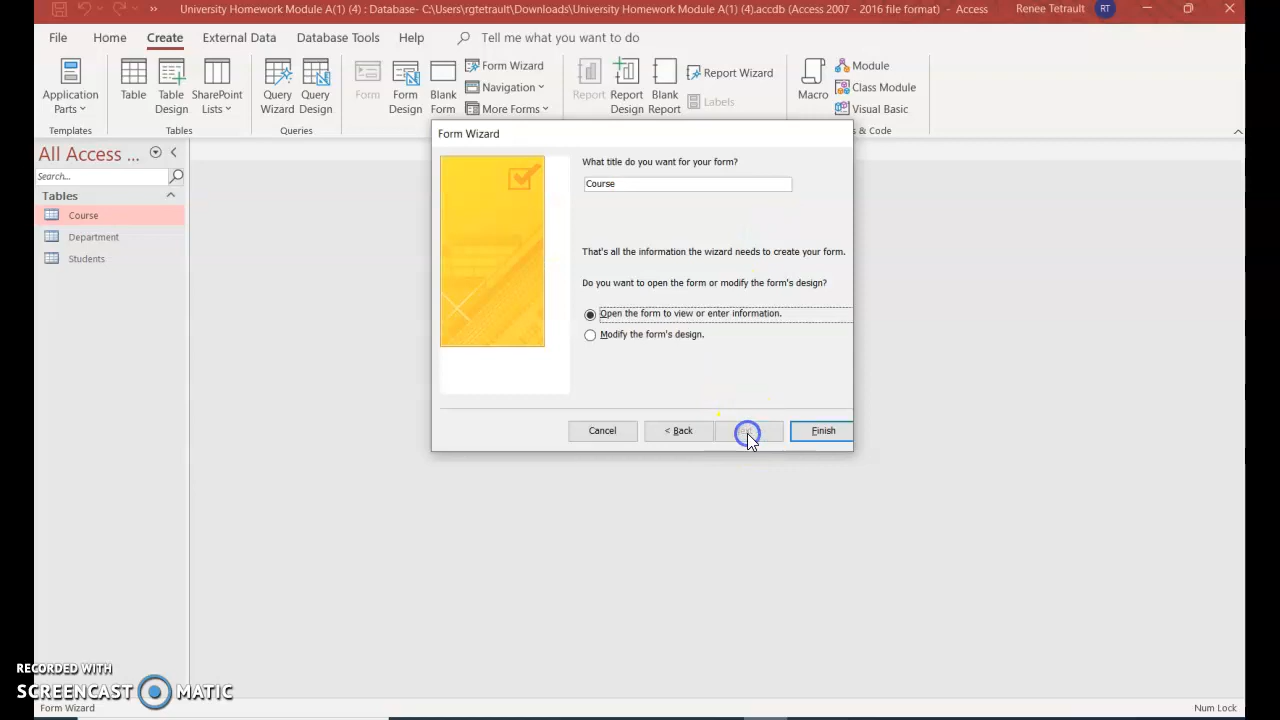 University Homework Module A(1) (4) : Database- C:\Users\rgtetrault\Downloads\University Homework Module A(1) (4).accdb (Access 2007 - 2016 file format) - Access
Renee Tetrault
RT
File
Home
Create
External Data
Database Tools
Help
Tell me what you want to do
Application Parts
Templates
Table
Table Design
SharePoint Lists
Tables
Query Wizard
Query Design
Queries
Form
Form Design
Blank Form
Form Wizard
Navigation
More Forms
Report
Report Design
Blank Report
Report Wizard
Labels
Macro
Module
Class Module
Visual Basic
s & Code
All Access ...
Search...
Tables
Course
Department
Students
Form Wizard
What title do you want for your form?
Course
That's all the information the wizard needs to create your form.
Do you want to open the form or modify the form's design?
Open the form to view or enter information.
Modify the form's design.
Cancel
< Back
Finish
RECORDED WITH
SCREENCAST MATIC
Form Wizard
Num Lock